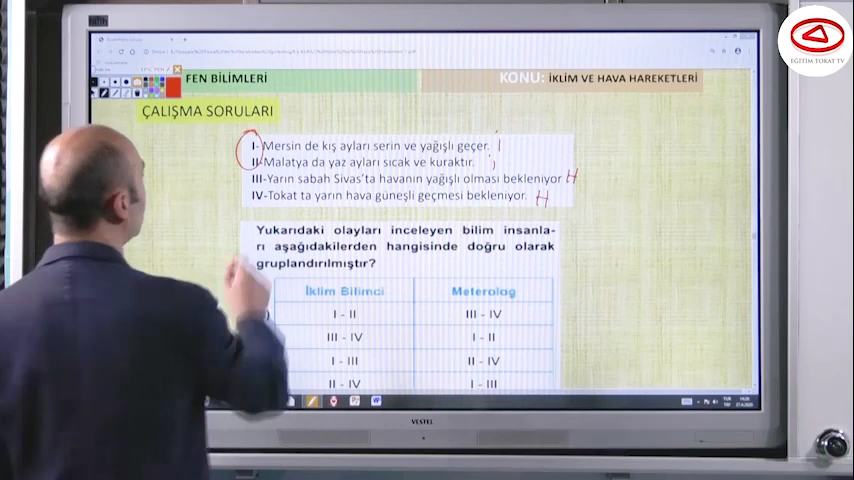 EĞİTİM TOKAT TV
FEN BİLİMLERİ
KONU: İKLİM VE HAVA HAREKETLERİ
ÇALIŞMA SORULARI
I-Mersin de kış ayları serin ve yağışlı geçer. i
II-Malatya da yaz ayları sıcak ve kuraktır. i
III-Yarın sabah Sivas'ta havanın yağışlı olması bekleniyor H
IV-Tokat ta yarın hava güneşli geçmesi bekleniyor. H
Yukarıdaki olayları inceleyen bilim insanla-
rı aşağıdakilerden hangisinde doğru olarak
gruplandırılmıştır?
İklim Bilimci Meterolog
I - II III - IV
III - IV I - II
I - III II - IV
II - IV I - III
VESTEL